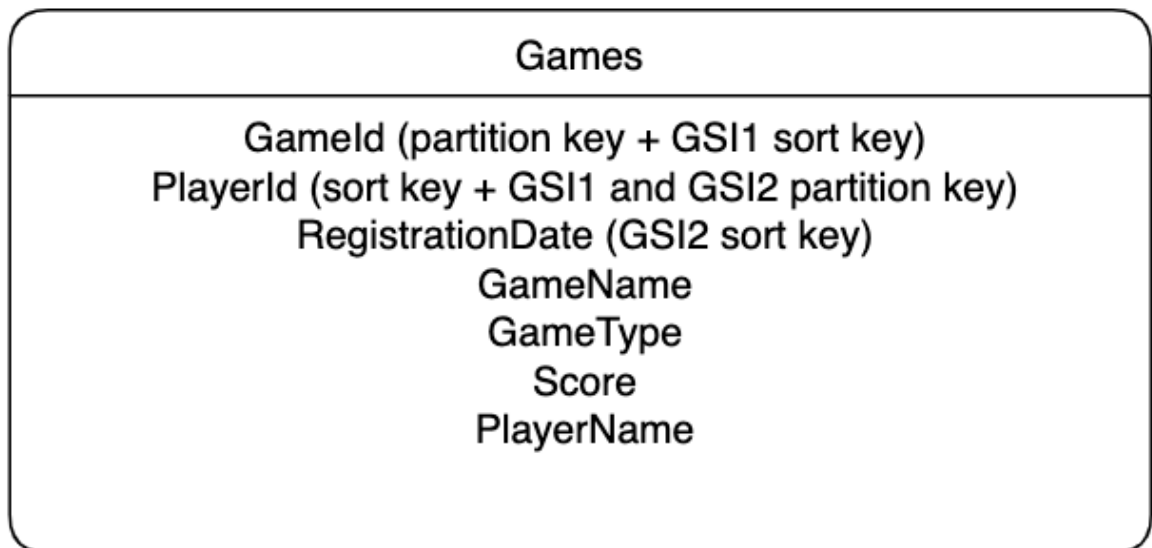 Games
GameId (partition key + GSI1 sort key)
PlayerId (sort key + GSI1 and GSI2 partition key)
RegistrationDate (GSI2 sort key)
GameName
GameType
Score
PlayerName